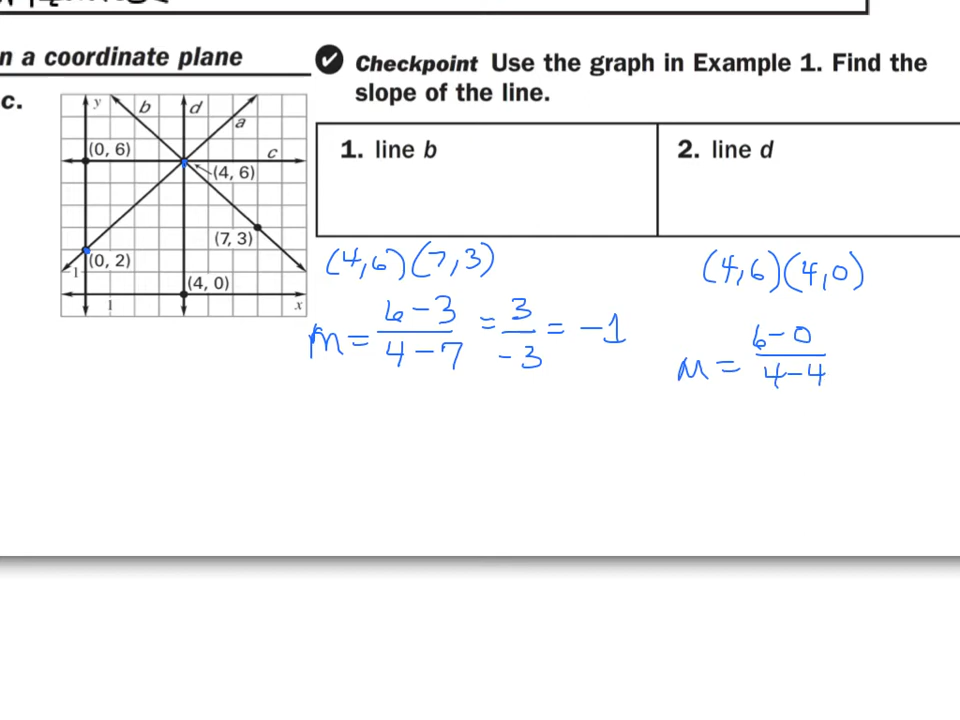 n a coordinate plane
✔ Checkpoint Use the graph in Example 1. Find the
slope of the line.
c.
y b d a
(0, 6) c
(4, 6)
(7, 3)
(0, 2)
1
(4, 0)
1 x
1. line b
2. line d
(4,6)(7,3)
m = 6-3 / 4-7 = 3 / -3 = -1
(4,6)(4,0)
m = 6-0 / 4-4